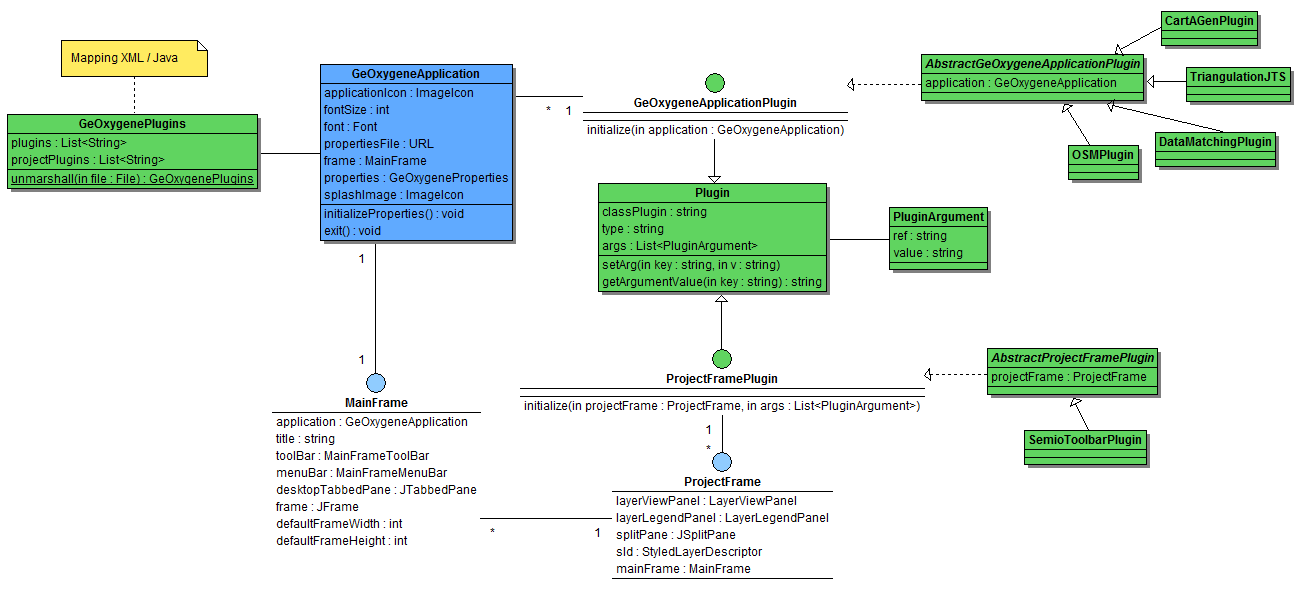 Mapping XML / Java
GeOxygenePlugins
plugins : List<String>
projectPlugins : List<String>
unmarshall(in file : File) : GeOxygenePlugins
GeOxygeneApplication
applicationIcon : ImageIcon
fontSize : int
font : Font
propertiesFile : URL
frame : MainFrame
properties : GeOxygeneProperties
splashImage : ImageIcon
initializeProperties() : void
exit() : void
* 1
GeOxygeneApplicationPlugin
initialize(in application : GeOxygeneApplication)
AbstractGeOxygeneApplicationPlugin
application : GeOxygeneApplication
CartAGenPlugin
TriangulationJTS
DataMatchingPlugin
OSMPlugin
Plugin
classPlugin : string
type : string
args : List<PluginArgument>
setArg(in key : string, in v : string)
getArgumentValue(in key : string) : string
PluginArgument
ref : string
value : string
1
1
MainFrame
application : GeOxygeneApplication
title : string
toolBar : MainFrameToolBar
menuBar : MainFrameMenuBar
desktopTabbedPane : JTabbedPane
frame : JFrame
defaultFrameWidth : int
defaultFrameHeight : int
ProjectFramePlugin
initialize(in projectFrame : ProjectFrame, in args : List<PluginArgument>)
AbstractProjectFramePlugin
projectFrame : ProjectFrame
SemioToolbarPlugin
1
*
ProjectFrame
layerViewPanel : LayerViewPanel
layerLegendPanel : LayerLegendPanel
splitPane : JSplitPane
sld : StyledLayerDescriptor
mainFrame : MainFrame
* 1